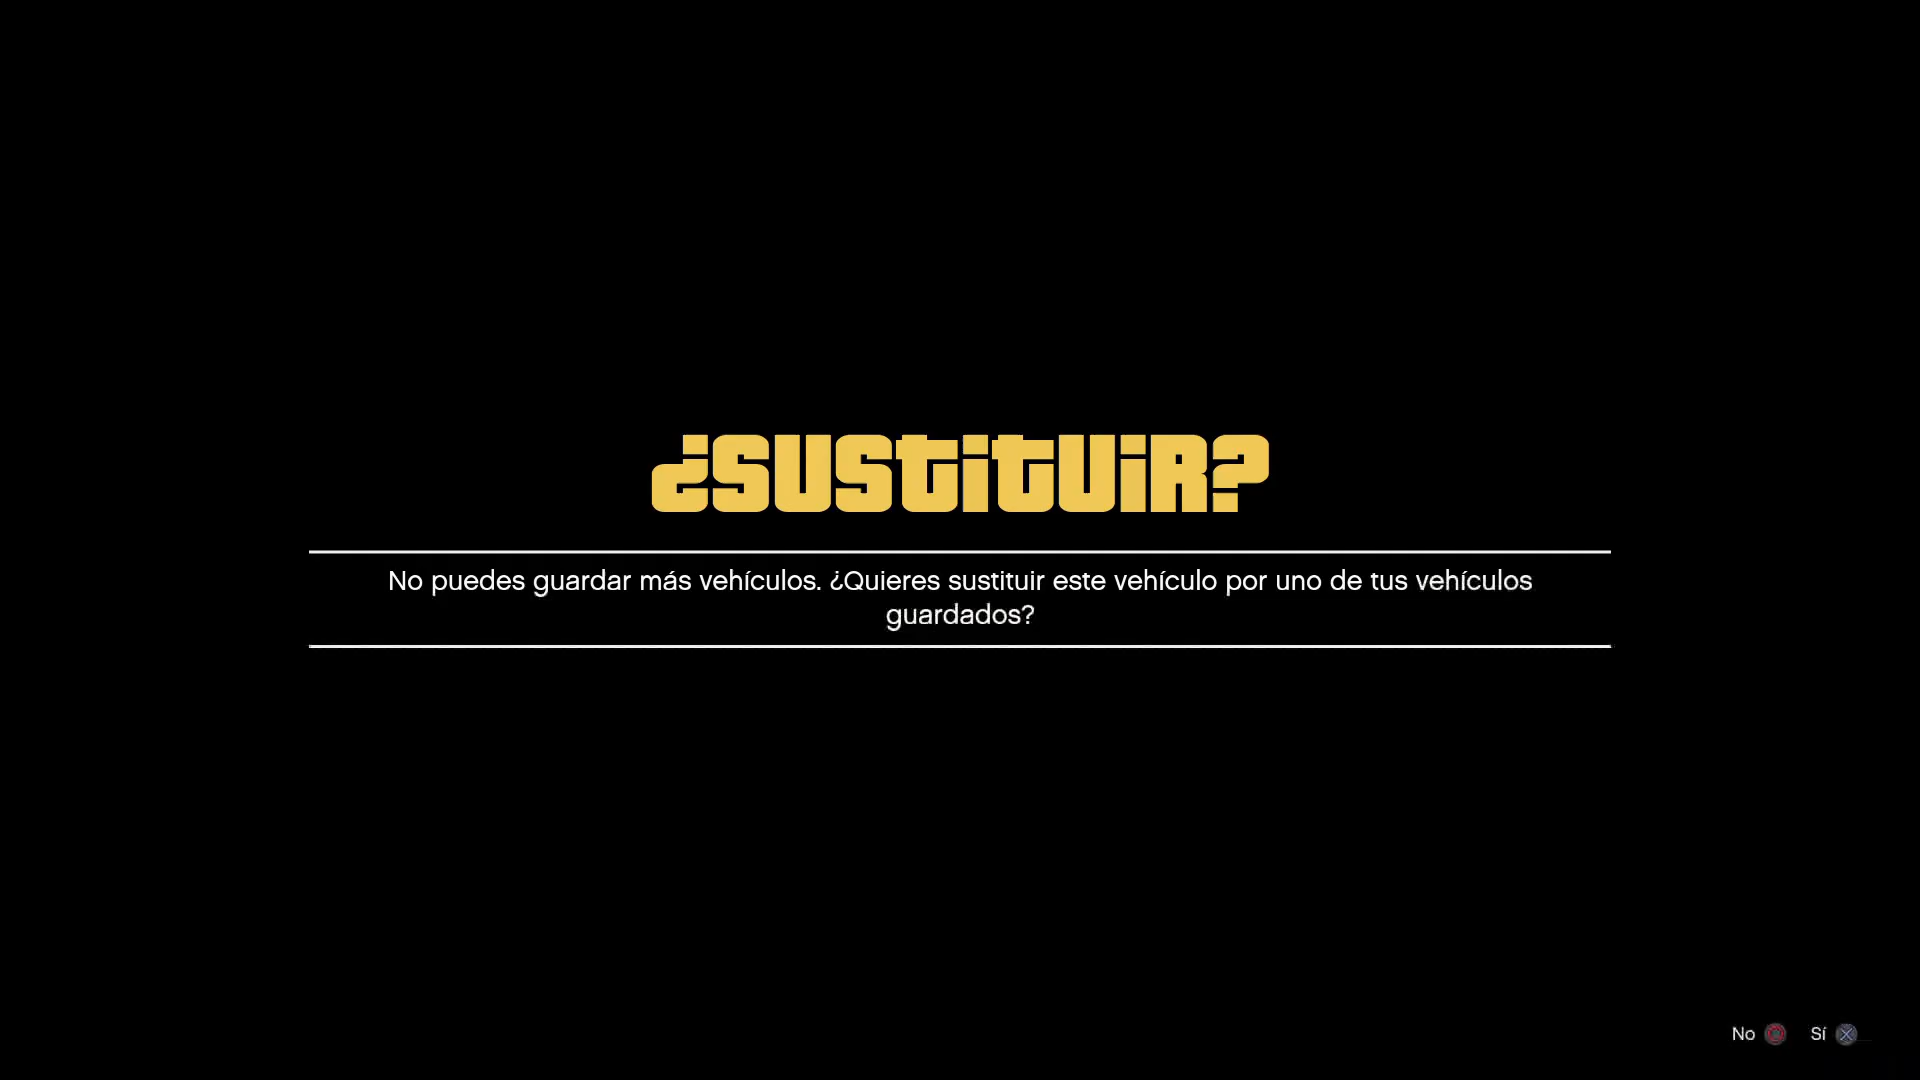 ¿SUSTITUIR?
No puedes guardar más vehículos. ¿Quieres sustituir este vehículo por uno de tus vehículos
guardados?
No Sí